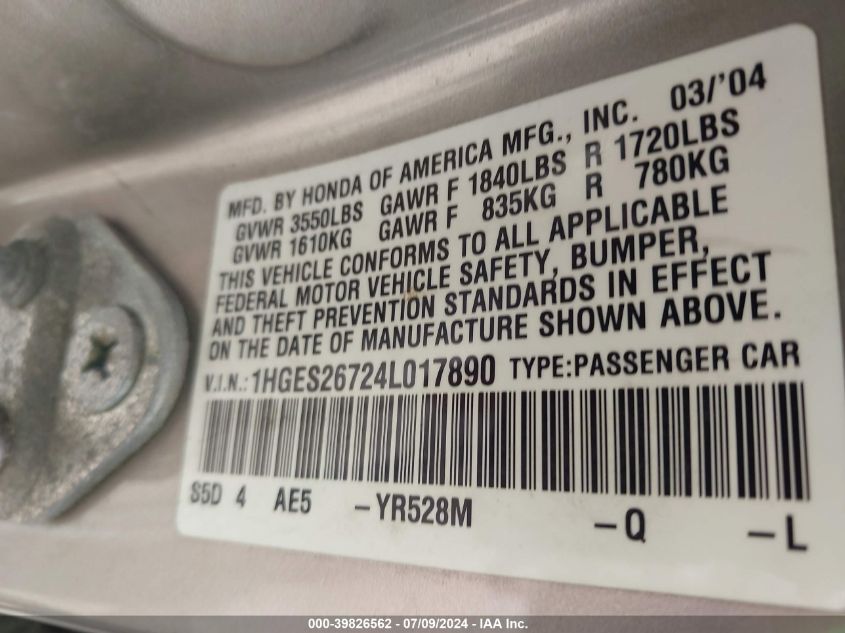 MFD. BY HONDA OF AMERICA MFG., INC. 03/'04
GVWR 3550LBS GAWR F 1840LBS R 1720LBS
GVWR 1610KG GAWR F 835KG R 780KG
THIS VEHICLE CONFORMS TO ALL APPLICABLE
FEDERAL MOTOR VEHICLE SAFETY, BUMPER,
AND THEFT PREVENTION STANDARDS IN EFFECT
ON THE DATE OF MANUFACTURE SHOWN ABOVE.
V.I.N.: 1HGES26724L017890 TYPE:PASSENGER CAR
S5D 4 AE5 -YR528M -Q -L
000-39826562 / 07/09/2024 - IAA Inc.